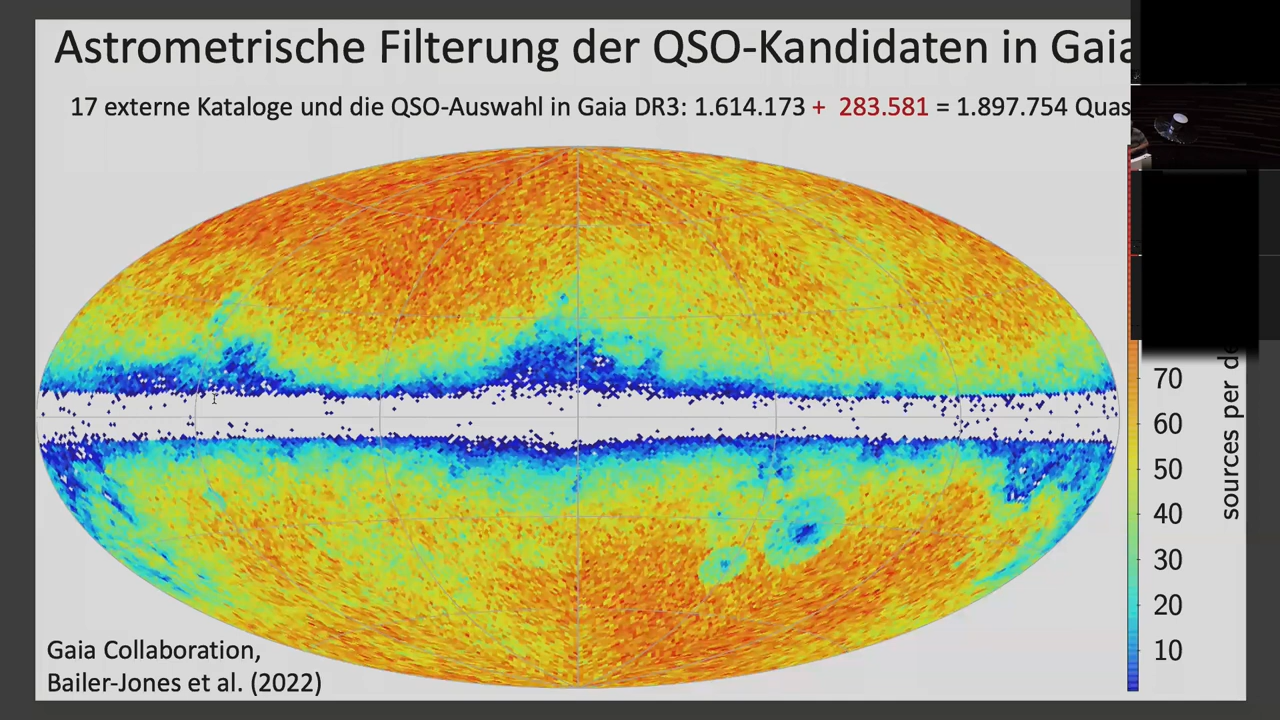 Astrometrische Filterung der QSO-Kandidaten in Gaia
17 externe Kataloge und die QSO-Auswahl in Gaia DR3: 1.614.173 + 283.581 = 1.897.754 Quas
70
60
50
40
30
20
10
sources per de
Gaia Collaboration,
Bailer-Jones et al. (2022)